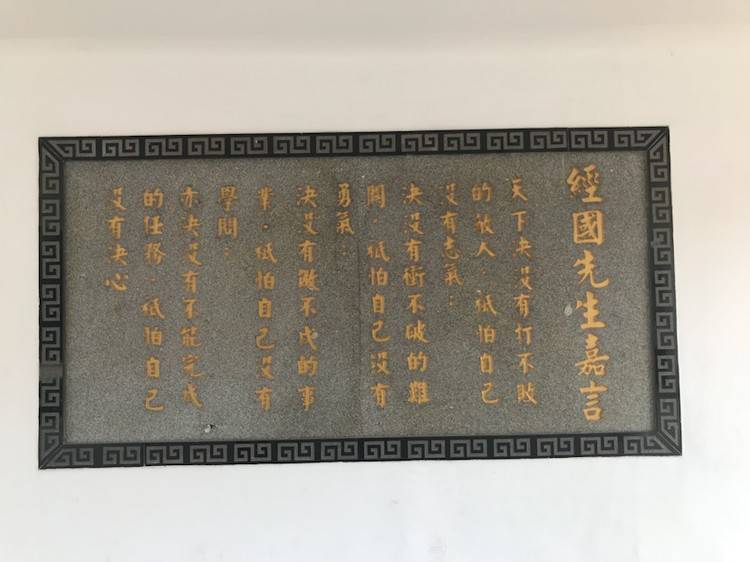 經國先生嘉言
天下決沒有打不敗
的敵人．祇怕自己
沒有志氣；
決沒有衝不破的難
關．祇怕自己沒有
勇氣；
決沒有做不成的事
業．祇怕自己沒有
學問；
亦決沒有不能完成
的任務．祇怕自己
沒有決心